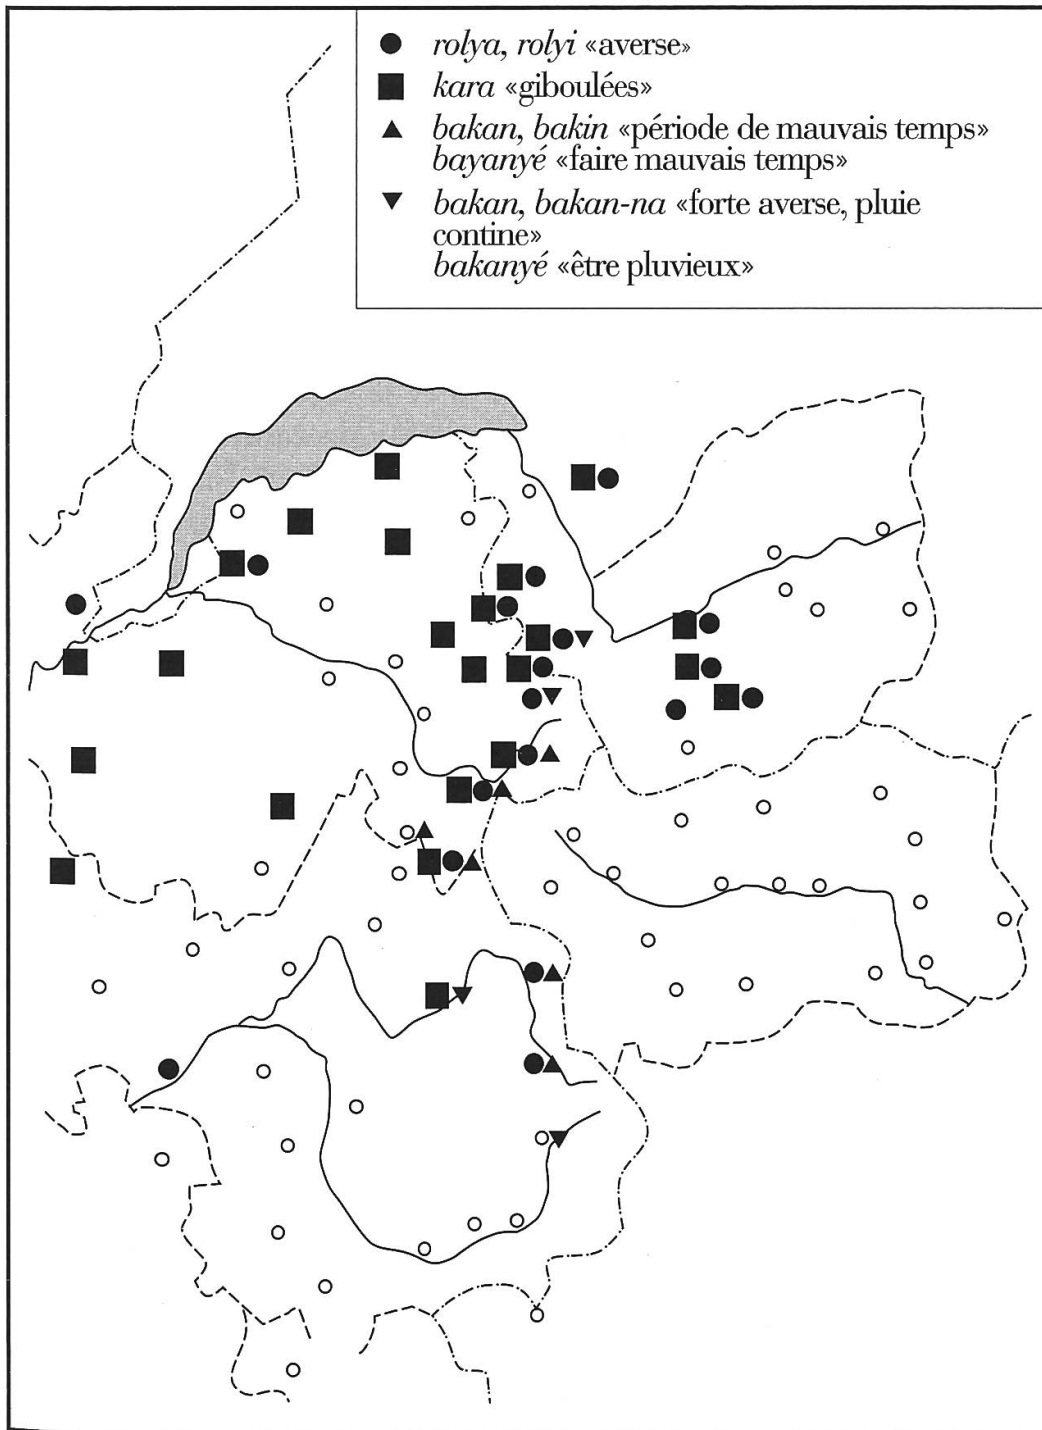 rolya, rolyi «averse»
kara «giboulées»
bakan, bakin «période de mauvais temps»
bayanyé «faire mauvais temps»
bakan, bakan-na «forte averse, pluie
contine»
bakanyé «être pluvieux»